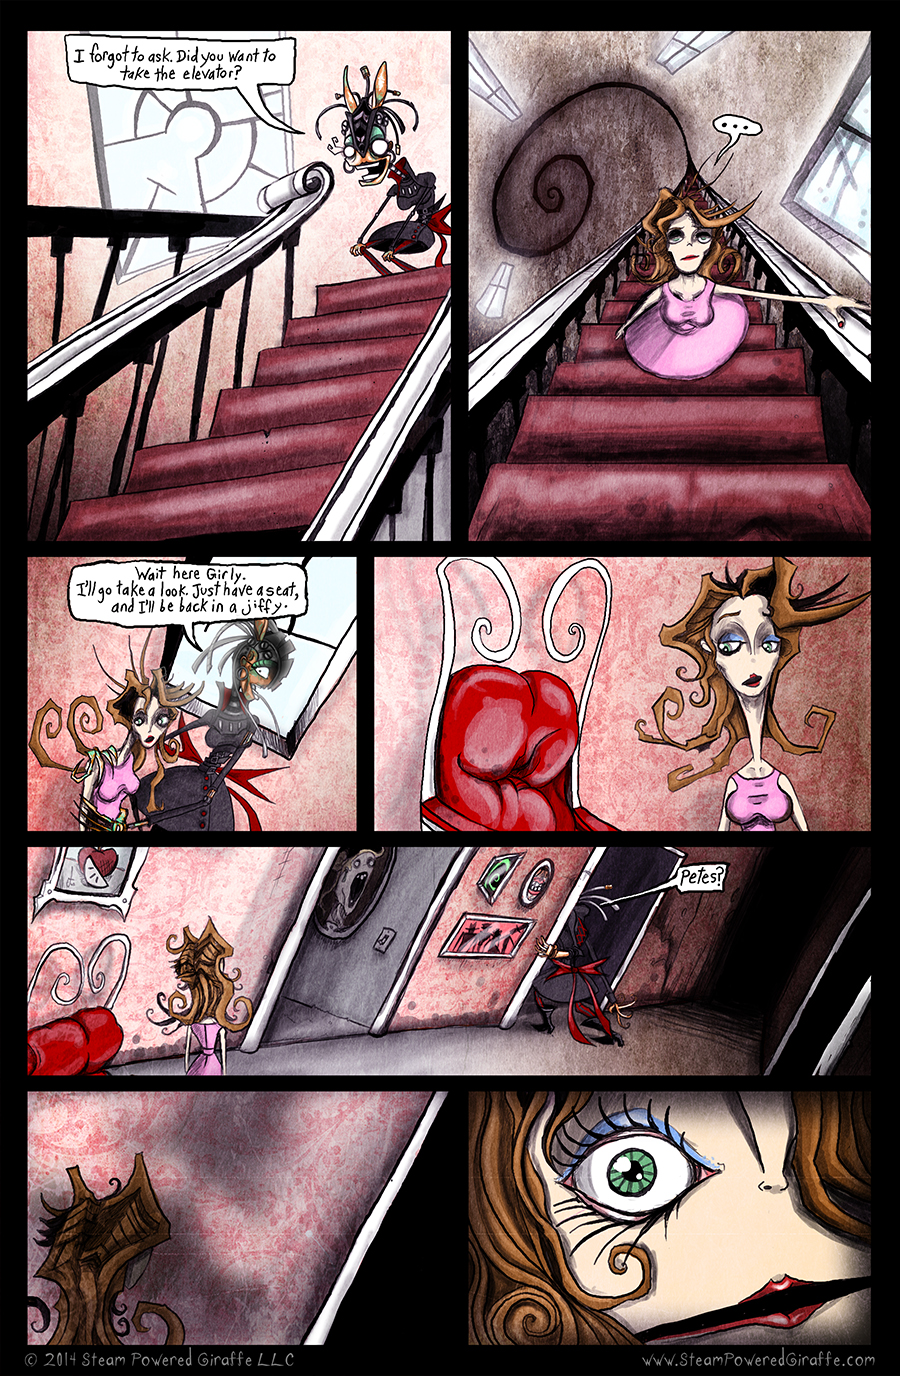 I forgot to ask. Did you want to
take the elevator?
...
Wait here Girly.
I'll go take a look. Just have a seat,
and I'll be back in a jiffy.
Petes?
© 2014 Steam Powered Giraffe LLC
www.SteamPoweredGiraffe.com